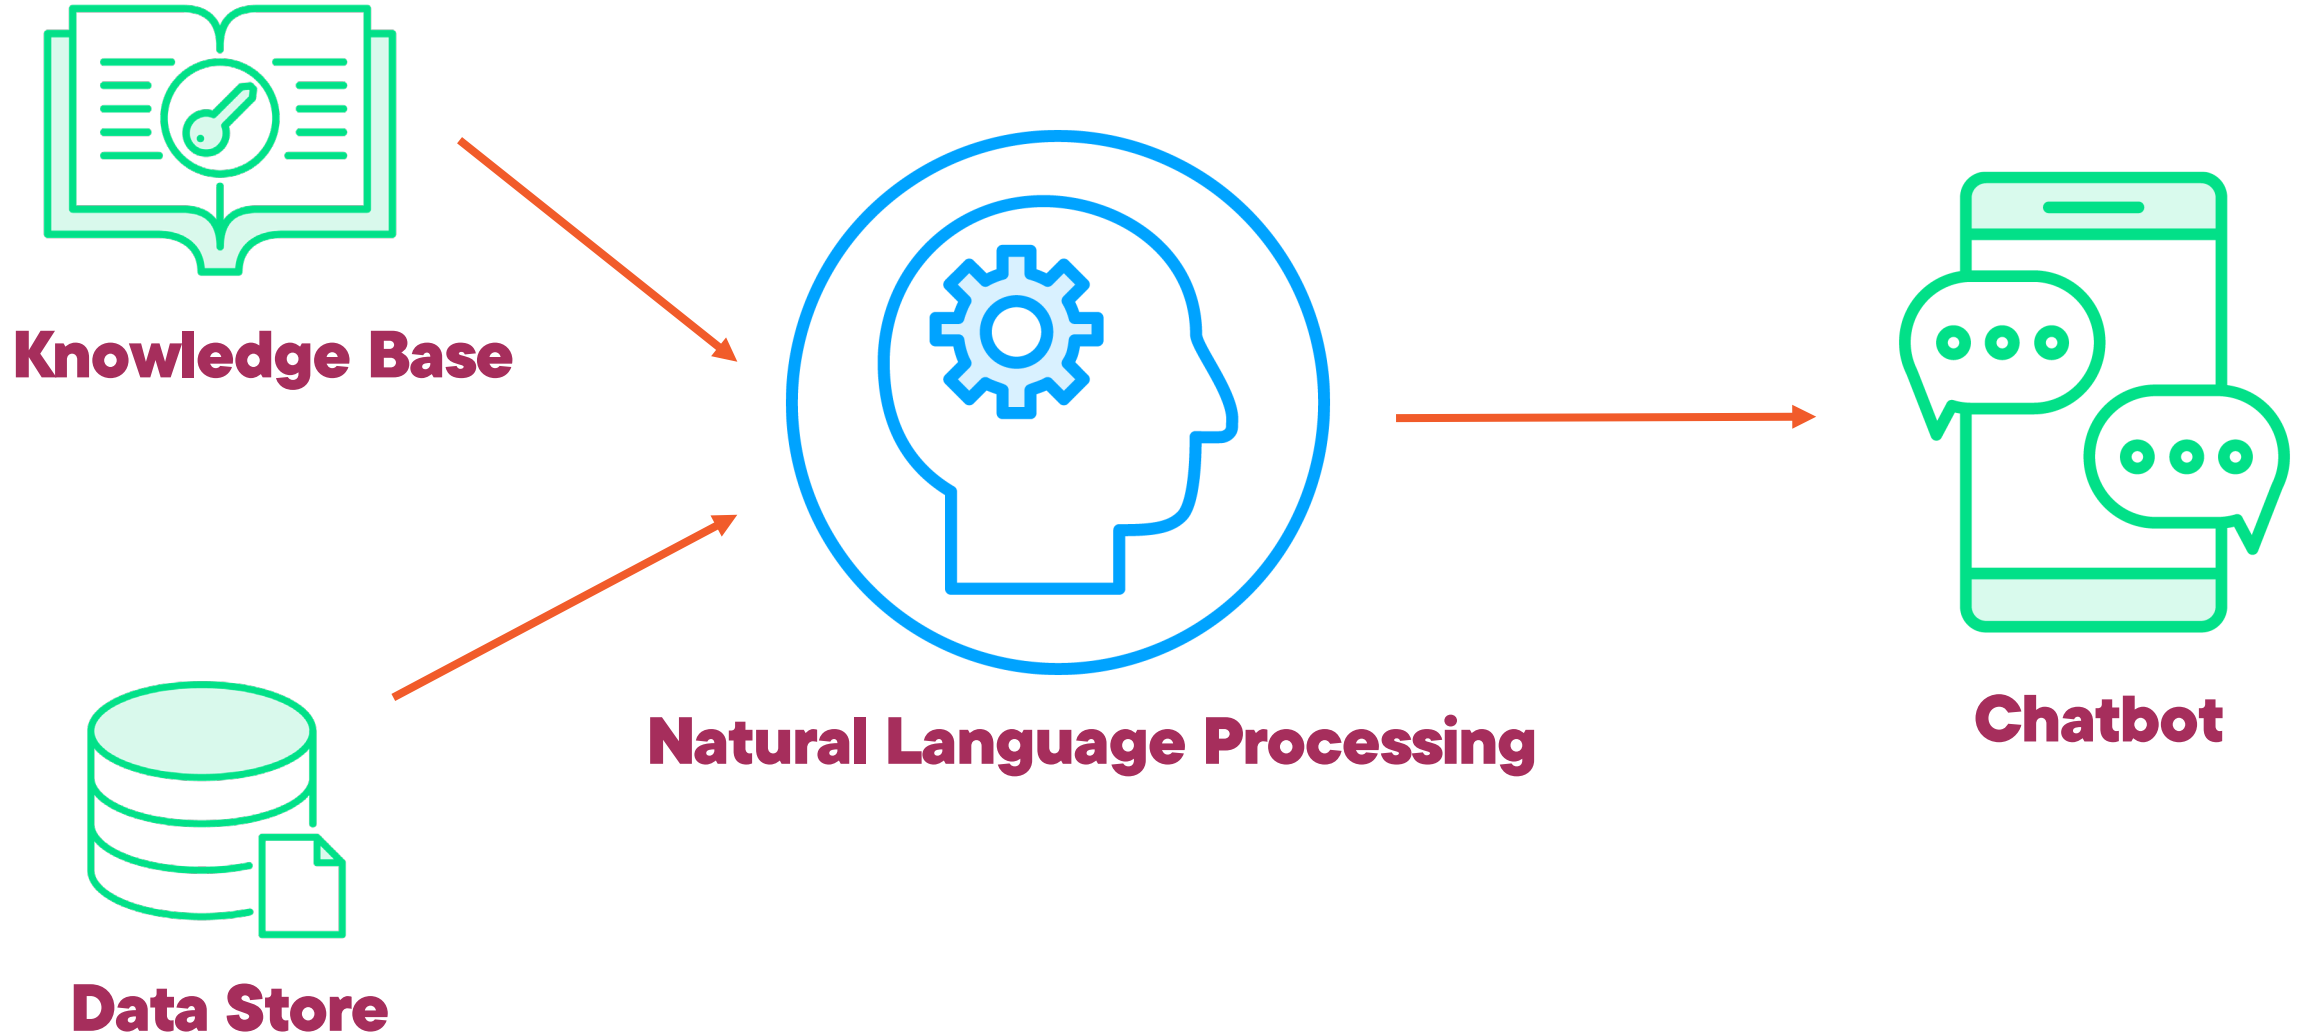 Knowledge Base
Natural Language Processing
Chatbot
Data Store